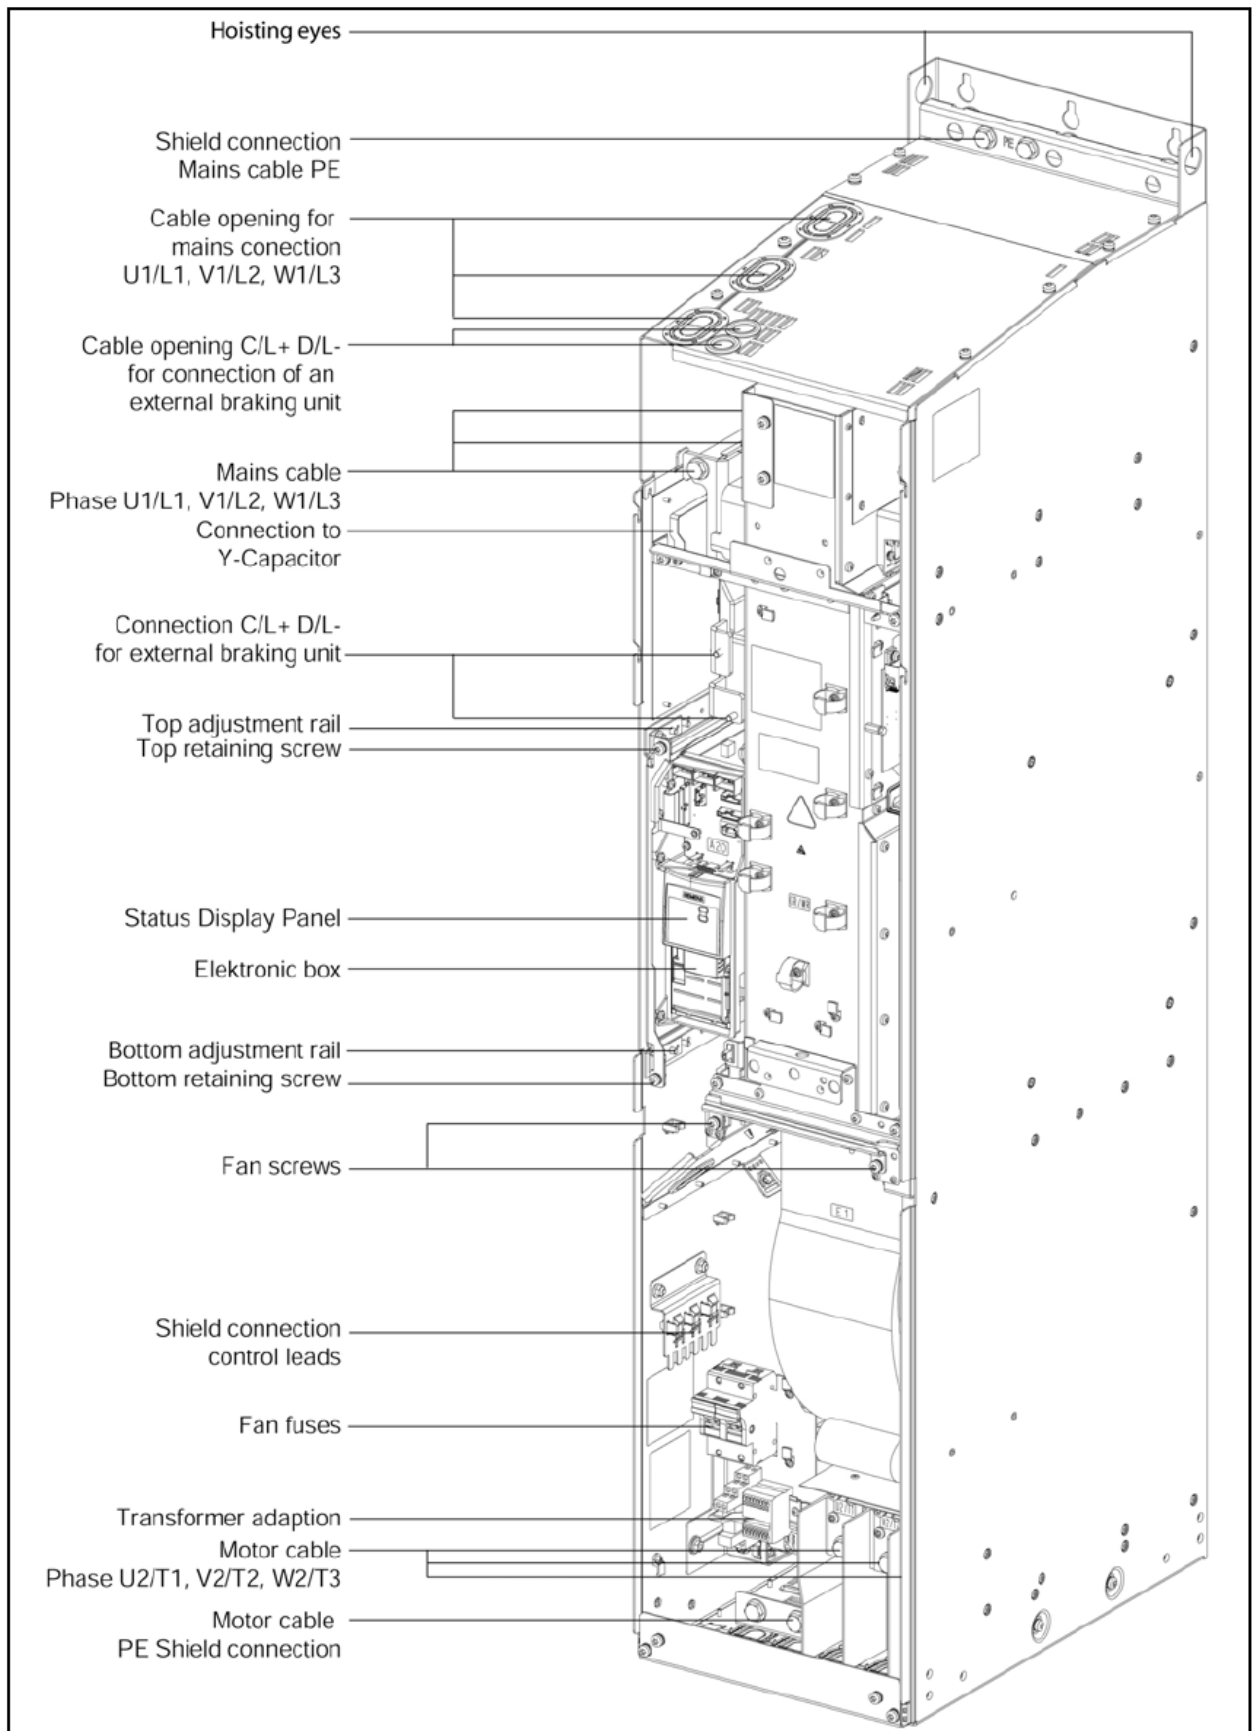 Hoisting eyes
Shield connection
Mains cable PE
PE
Cable opening for
mains conection
U1/L1, V1/L2, W1/L3
Cable opening C/L+ D/L-
for connection of an
external braking unit
Mains cable
Phase U1/L1, V1/L2, W1/L3
Connection to
Y-Capacitor
Connection C/L+ D/L-
for external braking unit
Top adjustment rail
Top retaining screw
Status Display Panel
Elektronic box
Bottom adjustment rail
Bottom retaining screw
Fan screws
E1
Shield connection
control leads
Fan fuses
Transformer adaption
Motor cable
Phase U2/T1, V2/T2, W2/T3
Motor cable
PE Shield connection